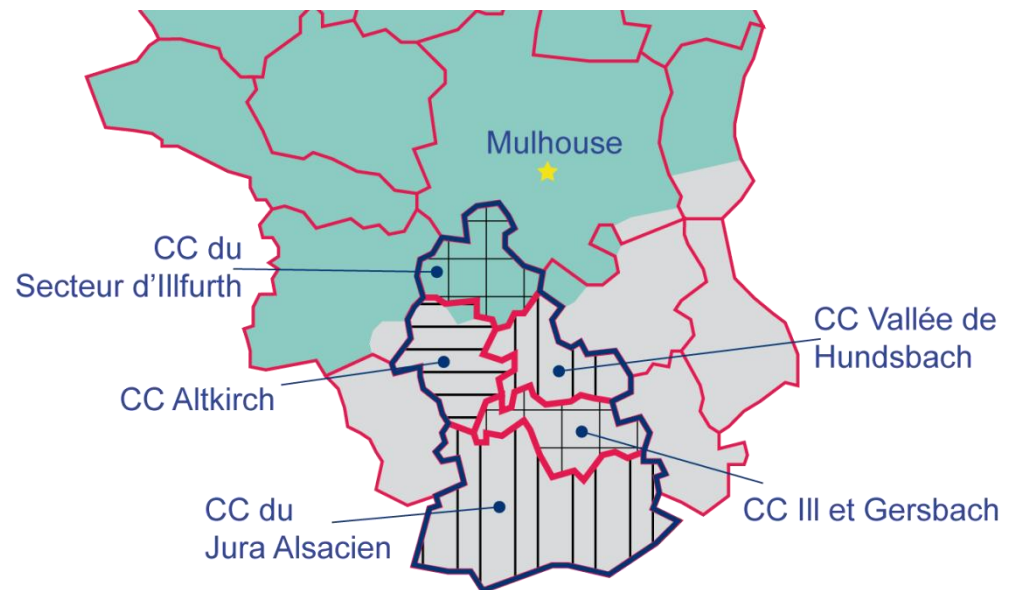 Mulhouse
CC du
Secteur d'Illfurth
CC Vallée de
Hundsbach
CC Altkirch
CC du
Jura Alsacien
CC Ill et Gersbach